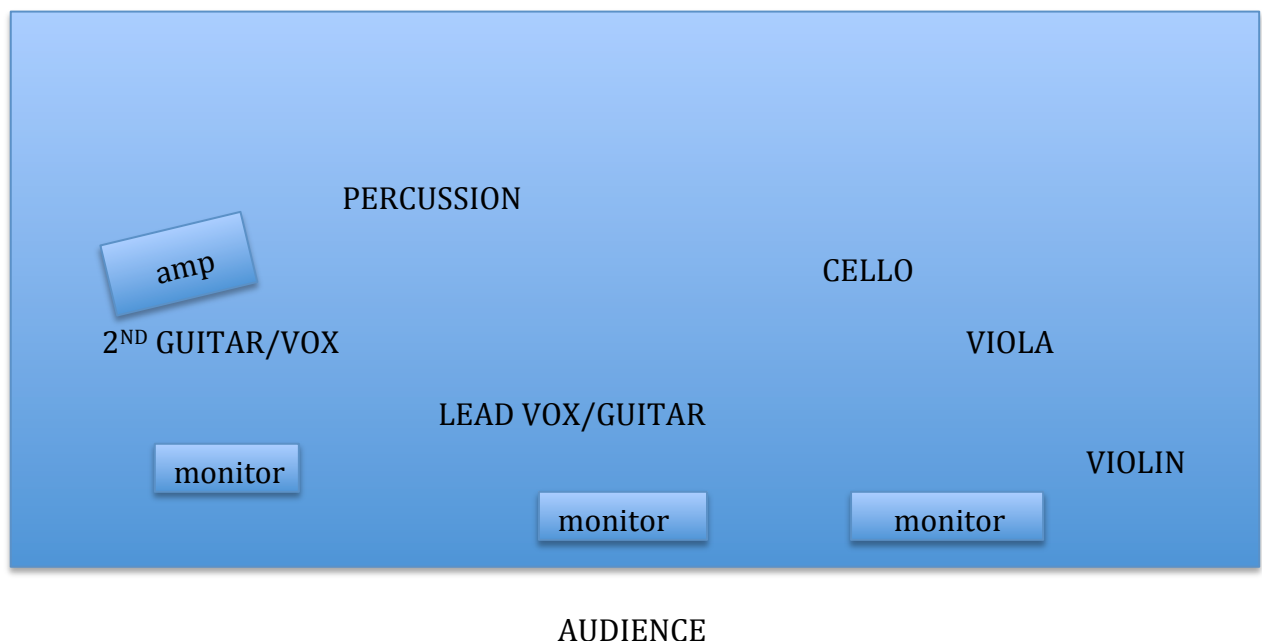 PERCUSSION
amp
CELLO
2ND GUITAR/VOX
VIOLA
LEAD VOX/GUITAR
monitor
VIOLIN
monitor
monitor
AUDIENCE